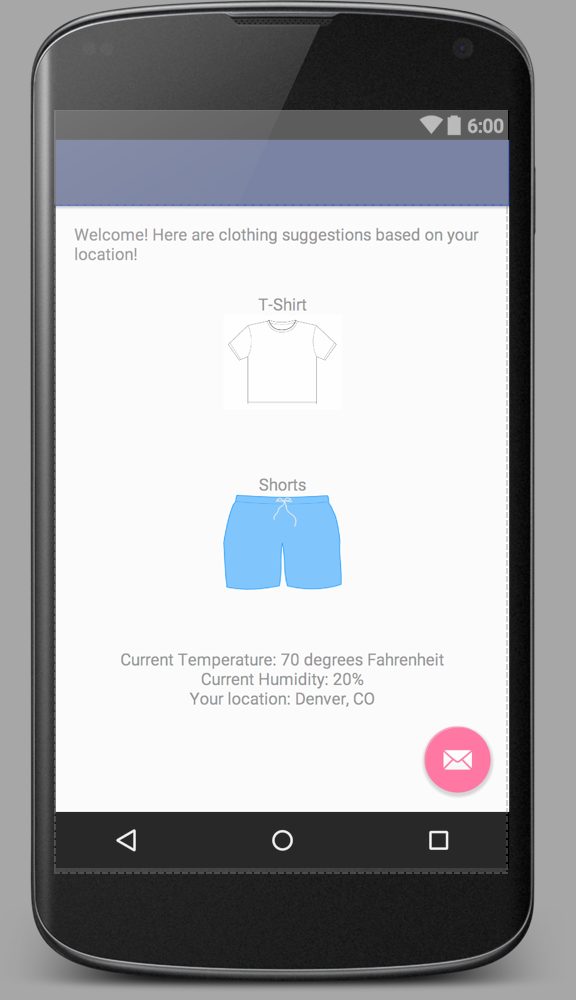 6:00
Welcome! Here are clothing suggestions based on your
location!
T-Shirt
Shorts
Current Temperature: 70 degrees Fahrenheit
Current Humidity: 20%
Your location: Denver, CO